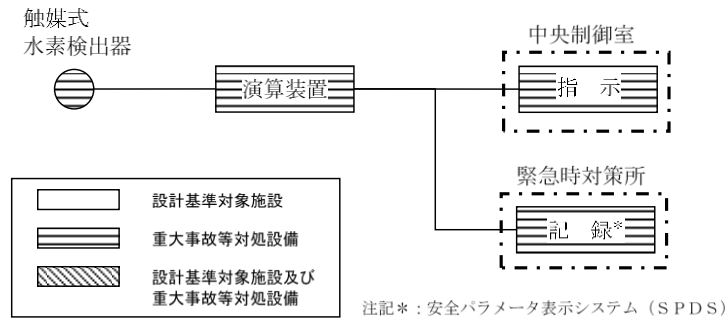 触媒式
水素検出器
中央制御室
演算装置
指　示
緊急時対策所
記　録*
設計基準対象施設
重大事故等対処設備
設計基準対象施設及び
重大事故等対処設備
注記＊：安全パラメータ表示システム（ＳＰＤＳ）